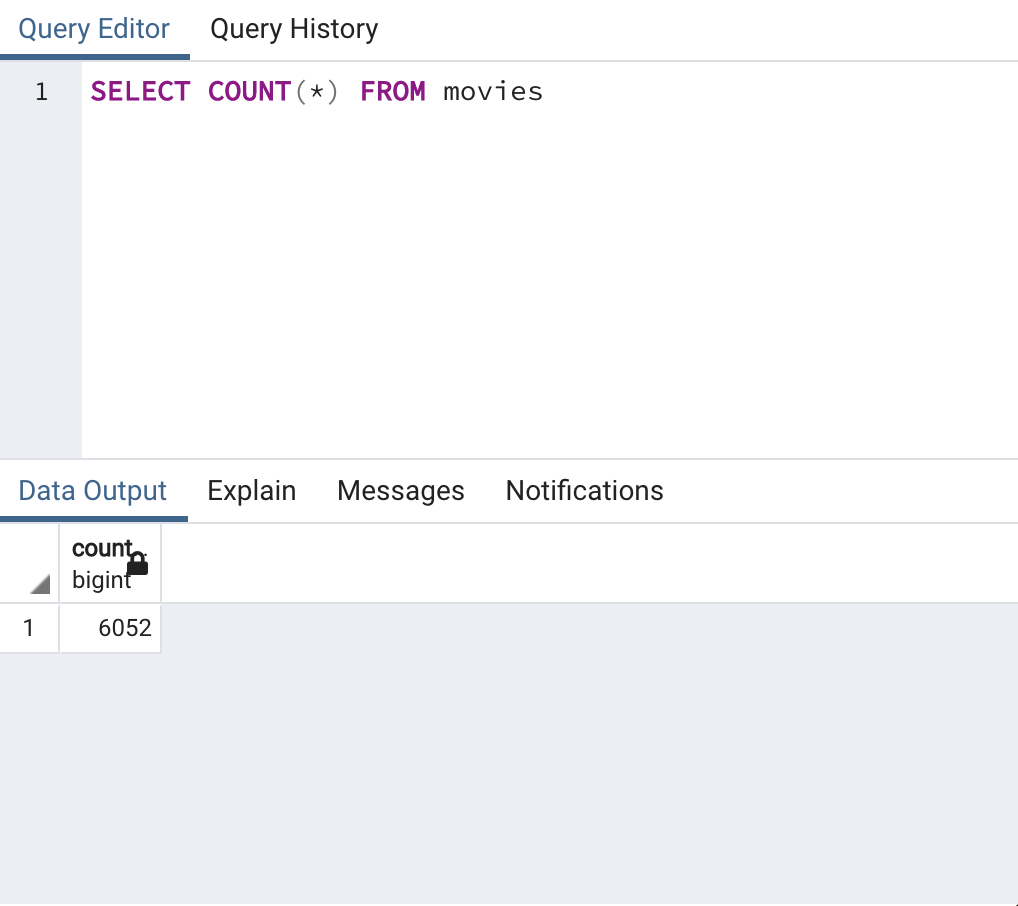 Query Editor Query History
1 SELECT COUNT(*) FROM movies
Data Output Explain Messages Notifications
count
bigint
1 6052